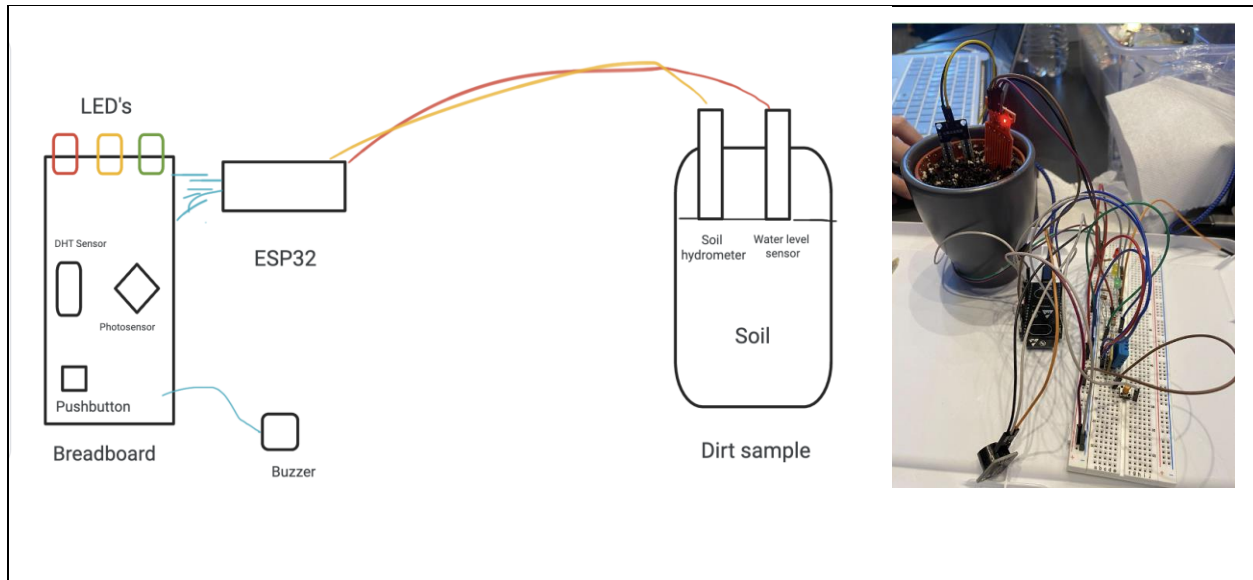 LED's
DHT Sensor
Photosensor
Pushbutton
Breadboard
ESP32
Buzzer
Soil
hydrometer
Water level
sensor
Soil
Dirt sample